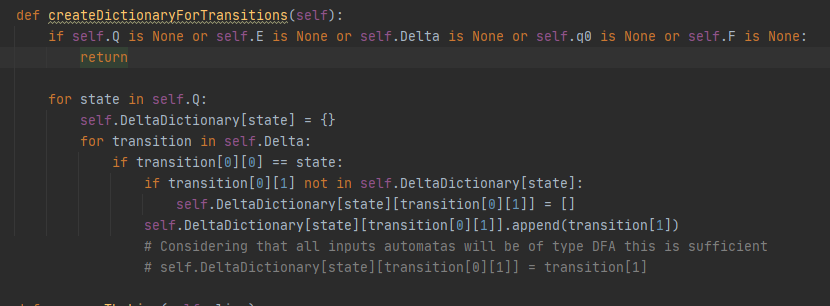 def createDictionaryForTransitions(self):
    if self.Q is None or self.E is None or self.Delta is None or self.q0 is None or self.F is None:
        return
    for state in self.Q:
        self.DeltaDictionary[state] = {}
        for transition in self.Delta:
            if transition[0][0] == state:
                if transition[0][1] not in self.DeltaDictionary[state]:
                    self.DeltaDictionary[state][transition[0][1]] = []
                self.DeltaDictionary[state][transition[0][1]].append(transition[1])
                # Considering that all inputs automatas will be of type DFA this is sufficient
                # self.DeltaDictionary[state][transition[0][1]] = transition[1]